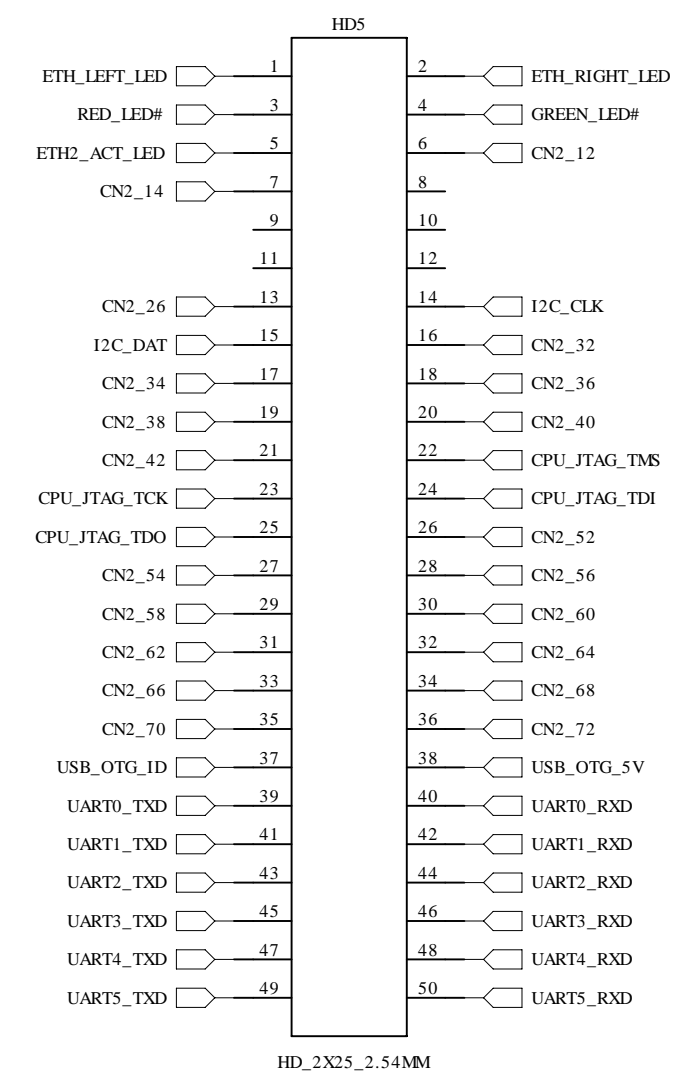 HD5
ETH_LEFT_LED 1 2 ETH_RIGHT_LED
RED_LED# 3 4 GREEN_LED#
ETH2_ACT_LED 5 6 CN2_12
CN2_14 7 8
9 10
11 12
CN2_26 13 14 I2C_CLK
I2C_DAT 15 16 CN2_32
CN2_34 17 18 CN2_36
CN2_38 19 20 CN2_40
CN2_42 21 22 CPU_JTAG_TMS
CPU_JTAG_TCK 23 24 CPU_JTAG_TDI
CPU_JTAG_TDO 25 26 CN2_52
CN2_54 27 28 CN2_56
CN2_58 29 30 CN2_60
CN2_62 31 32 CN2_64
CN2_66 33 34 CN2_68
CN2_70 35 36 CN2_72
USB_OTG_ID 37 38 USB_OTG_5V
UART0_TXD 39 40 UART0_RXD
UART1_TXD 41 42 UART1_RXD
UART2_TXD 43 44 UART2_RXD
UART3_TXD 45 46 UART3_RXD
UART4_TXD 47 48 UART4_RXD
UART5_TXD 49 50 UART5_RXD
HD_2X25_2.54MM